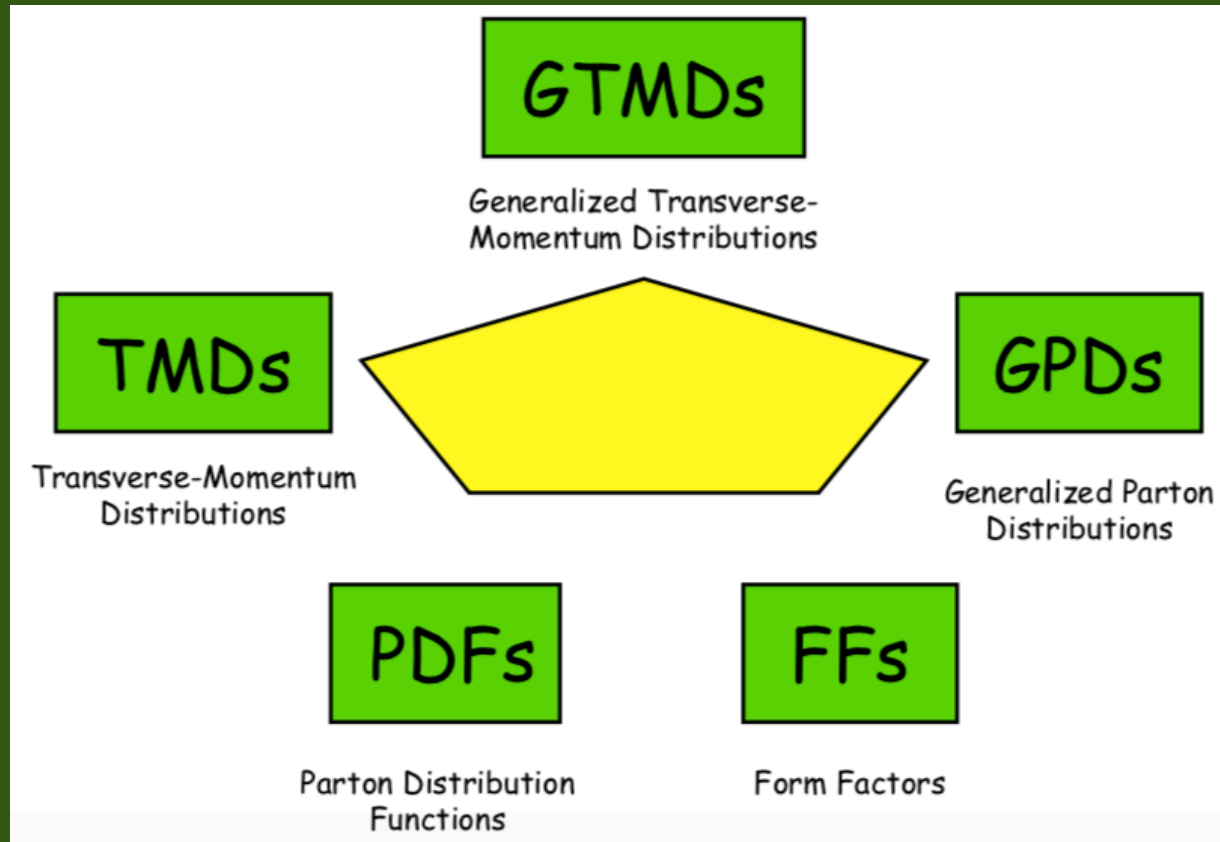 GTMDs
Generalized Transverse-
Momentum Distributions
TMDs
GPDs
Transverse-Momentum
Distributions
Generalized Parton
Distributions
PDFs
FFs
Parton Distribution
Functions
Form Factors